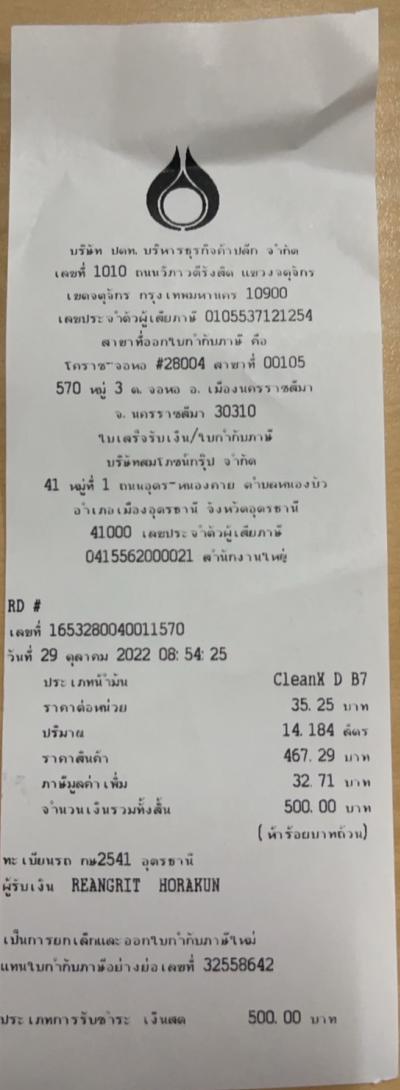 บริษัท ปตท. บริหารธุรกิจค้าปลีก จำกัด
เลขที่ 1010 ถนนวิภาวดีรังสิต แขวงจตุจักร
เขตจตุจักร กรุงเทพมหานคร 10900
เลขประจำตัวผู้เสียภาษี 0105537121254
สาขาที่ออกใบกำกับภาษี คือ
โคราช-จอหอ #28004 สาขาที่ 00105
570 หมู่ 3 ต. จอหอ อ. เมืองนครราชสีมา
จ. นครราชสีมา 30310
ใบเสร็จรับเงิน/ใบกำกับภาษี
บริษัทสมโภชน์กรุ๊ป จำกัด
41 หมู่ที่ 1 ถนนอุดร-หนองคาย ตำบลหนองบัว
อำเภอเมืองอุดรธานี จังหวัดอุดรธานี
41000 เลขประจำตัวผู้เสียภาษี
0415562000021 สำนักงานใหญ่
RD #
เลขที่ 1653280040011570
วันที่ 29 ตุลาคม 2022 08:54:25
ประเภทน้ำมัน CleanX D B7
ราคาต่อหน่วย 35.25 บาท
ปริมาณ 14.184 ลิตร
ราคาสินค้า 467.29 บาท
ภาษีมูลค่าเพิ่ม 32.71 บาท
จำนวนเงินรวมทั้งสิ้น 500.00 บาท
(ห้าร้อยบาทถ้วน)
ทะเบียนรถ กษ2541 อุดรธานี
ผู้รับเงิน REANGRIT HORAKUN
เป็นการยกเลิกและออกใบกำกับภาษีใหม่
แทนใบกำกับภาษีอย่างย่อเลขที่ 32558642
ประเภทการรับชำระ เงินสด 500.00 บาท